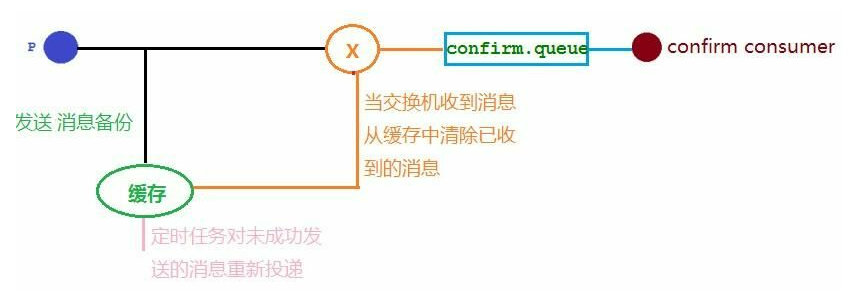 P
X
confirm.queue
confirm consumer
当交换机收到消息
从缓存中清除已收
到的消息
发送 消息备份
缓存
定时任务对未成功发
送的消息重新投递